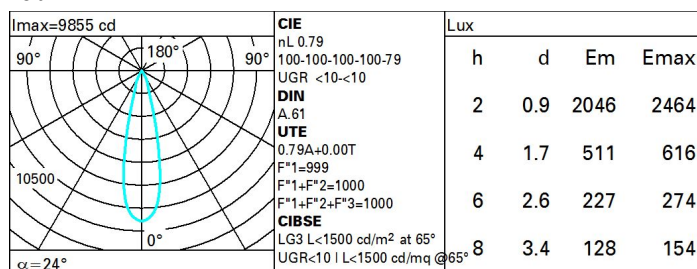 Imax=9855 cd
90° 180° 90°
10500
0°
α=24°
CIE
nL 0.79
100-100-100-100-79
UGR <10-<10
DIN
A.61
UTE
0.79A+0.00T
F"1=999
F"1+F"2=1000
F"1+F"2+F"3=1000
CIBSE
LG3 L<1500 cd/m² at 65°
UGR<10 | L<1500 cd/mq @65°
Lux
h d Em Emax
2 0.9 2046 2464
4 1.7 511 616
6 2.6 227 274
8 3.4 128 154